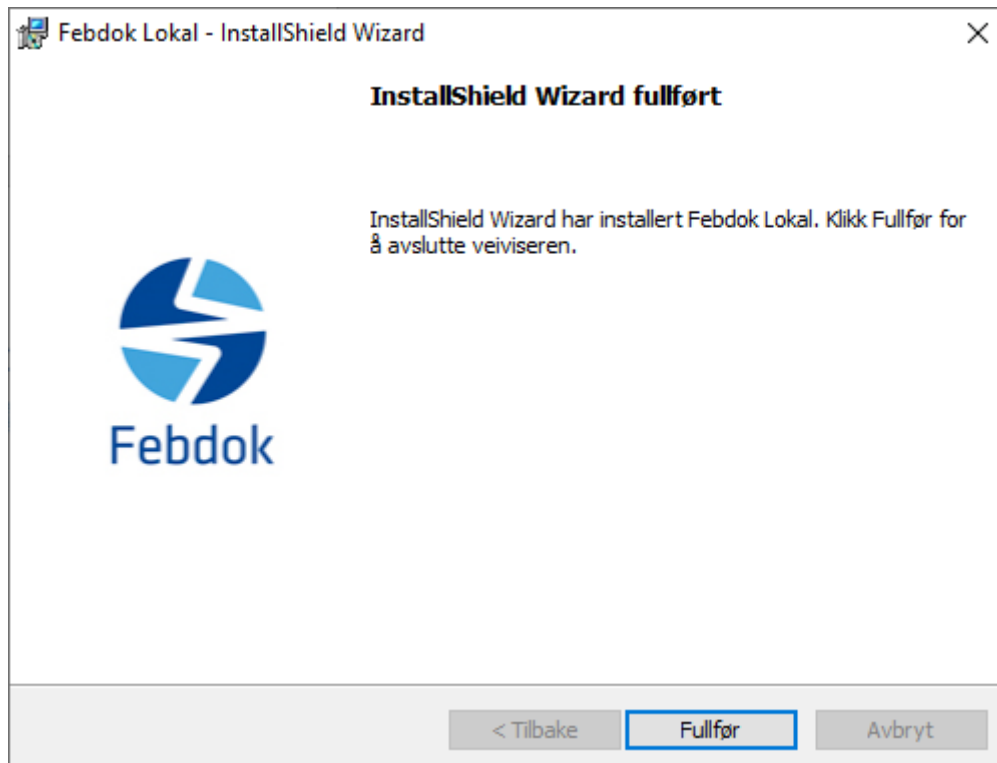 Febdok Lokal - InstallShield Wizard
InstallShield Wizard fullført
InstallShield Wizard har installert Febdok Lokal. Klikk Fullfør for
å avslutte veiviseren.
Febdok
< Tilbake
Fullfør
Avbryt